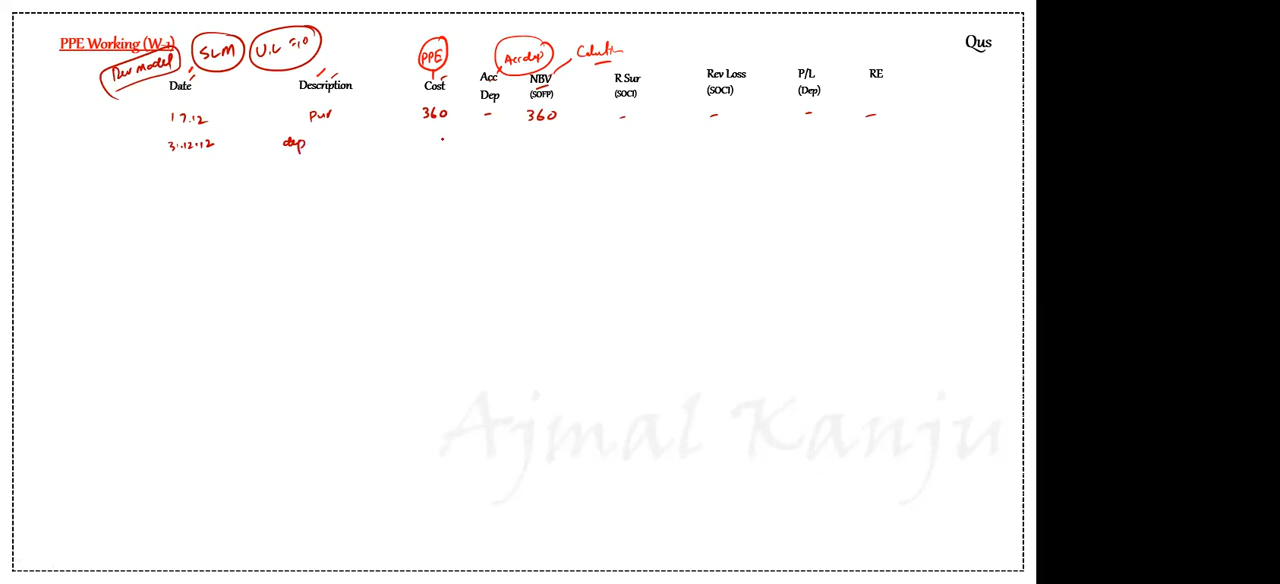 PPE Working (W-1)
Rev model SLM U.L = 10 PPE Acc dep Qus
Date Description Cost Acc Dep NBV (SOFP) R Sur (SOCI) Rev Loss (SOCI) P/L (Dep) RE
1.7.12 pur 360 - 360 - - - -
31.12.12 dep
Ajmal Kanju